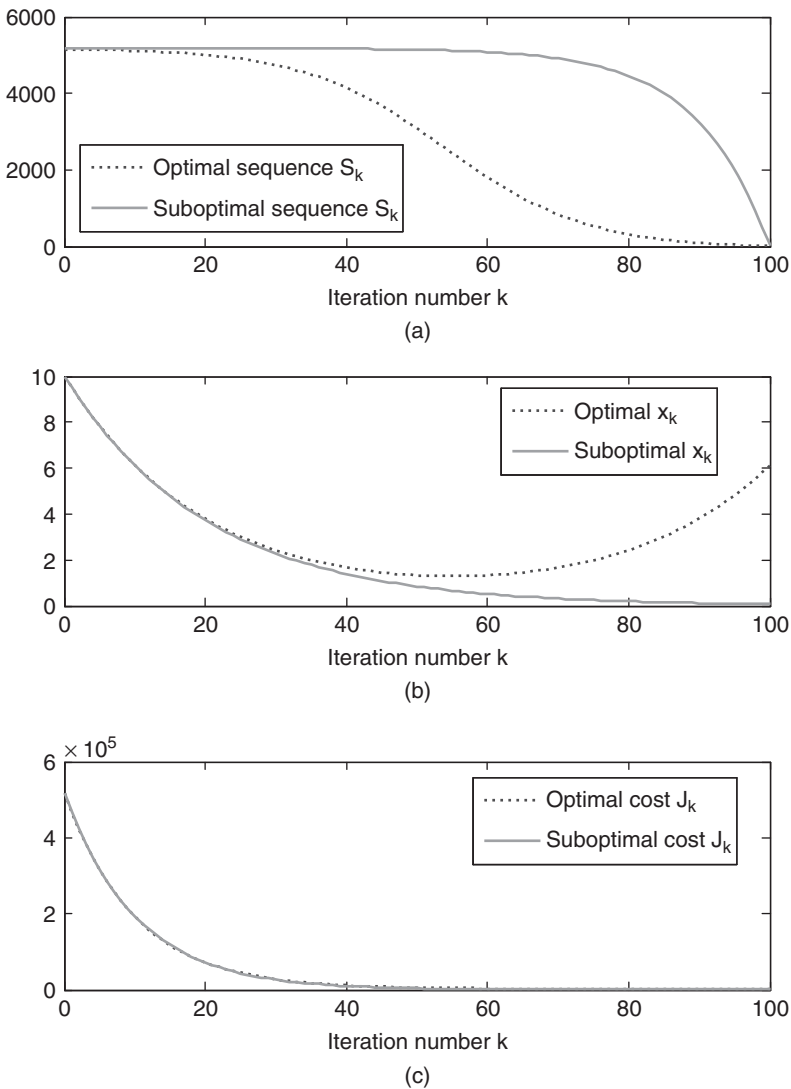 6000
4000
2000
0
Optimal sequence S_k
Suboptimal sequence S_k
0 20 40 60 80 100
Iteration number k
(a)
10
8
6
4
2
0
Optimal x_k
Suboptimal x_k
0 20 40 60 80 100
Iteration number k
(b)
× 10^5
6
4
2
0
Optimal cost J_k
Suboptimal cost J_k
0 20 40 60 80 100
Iteration number k
(c)